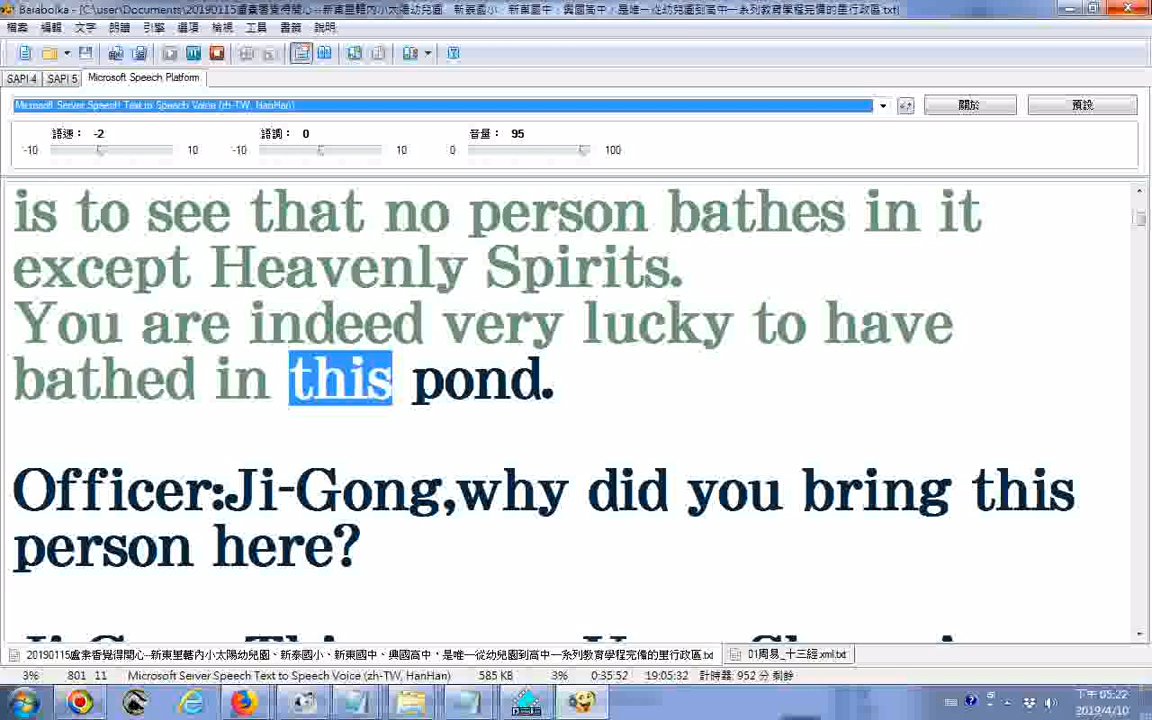 Balabolka - [C:\user\Documents\20190115盧素香覺得開心--新東里轄內小太陽幼兒園、新泰國小、新東國中、興國高中，是唯一從幼兒園到高中一系列教育學程完備的里行政區.txt]
檔案 編輯 文字 朗讀 引擎 選項 檢視 工具 書籤 說明
SAPI 4 SAPI 5 Microsoft Speech Platform
Microsoft Server Speech Text to Speech Voice (zh-TW, HanHan) 關於 預設
語速： -2 語調： 0 音量： 95
-10 10 -10 10 0 100
is to see that no person bathes in it
except Heavenly Spirits.
You are indeed very lucky to have
bathed in this pond.
Officer:Ji-Gong,why did you bring this
person here?
20190115盧素香覺得開心--新東里轄內小太陽幼兒園、新泰國小、新東國中、興國高中，是唯一從幼兒園到高中一系列教育學程完備的里行政區.txt 01周易_十三經.xml.txt
3% 801 11 Microsoft Server Speech Text to Speech Voice (zh-TW, HanHan) 585 KB 3% 0:35:52 19:05:32 計時器: 952 分 剩餘
下午 05:22
2019/4/10